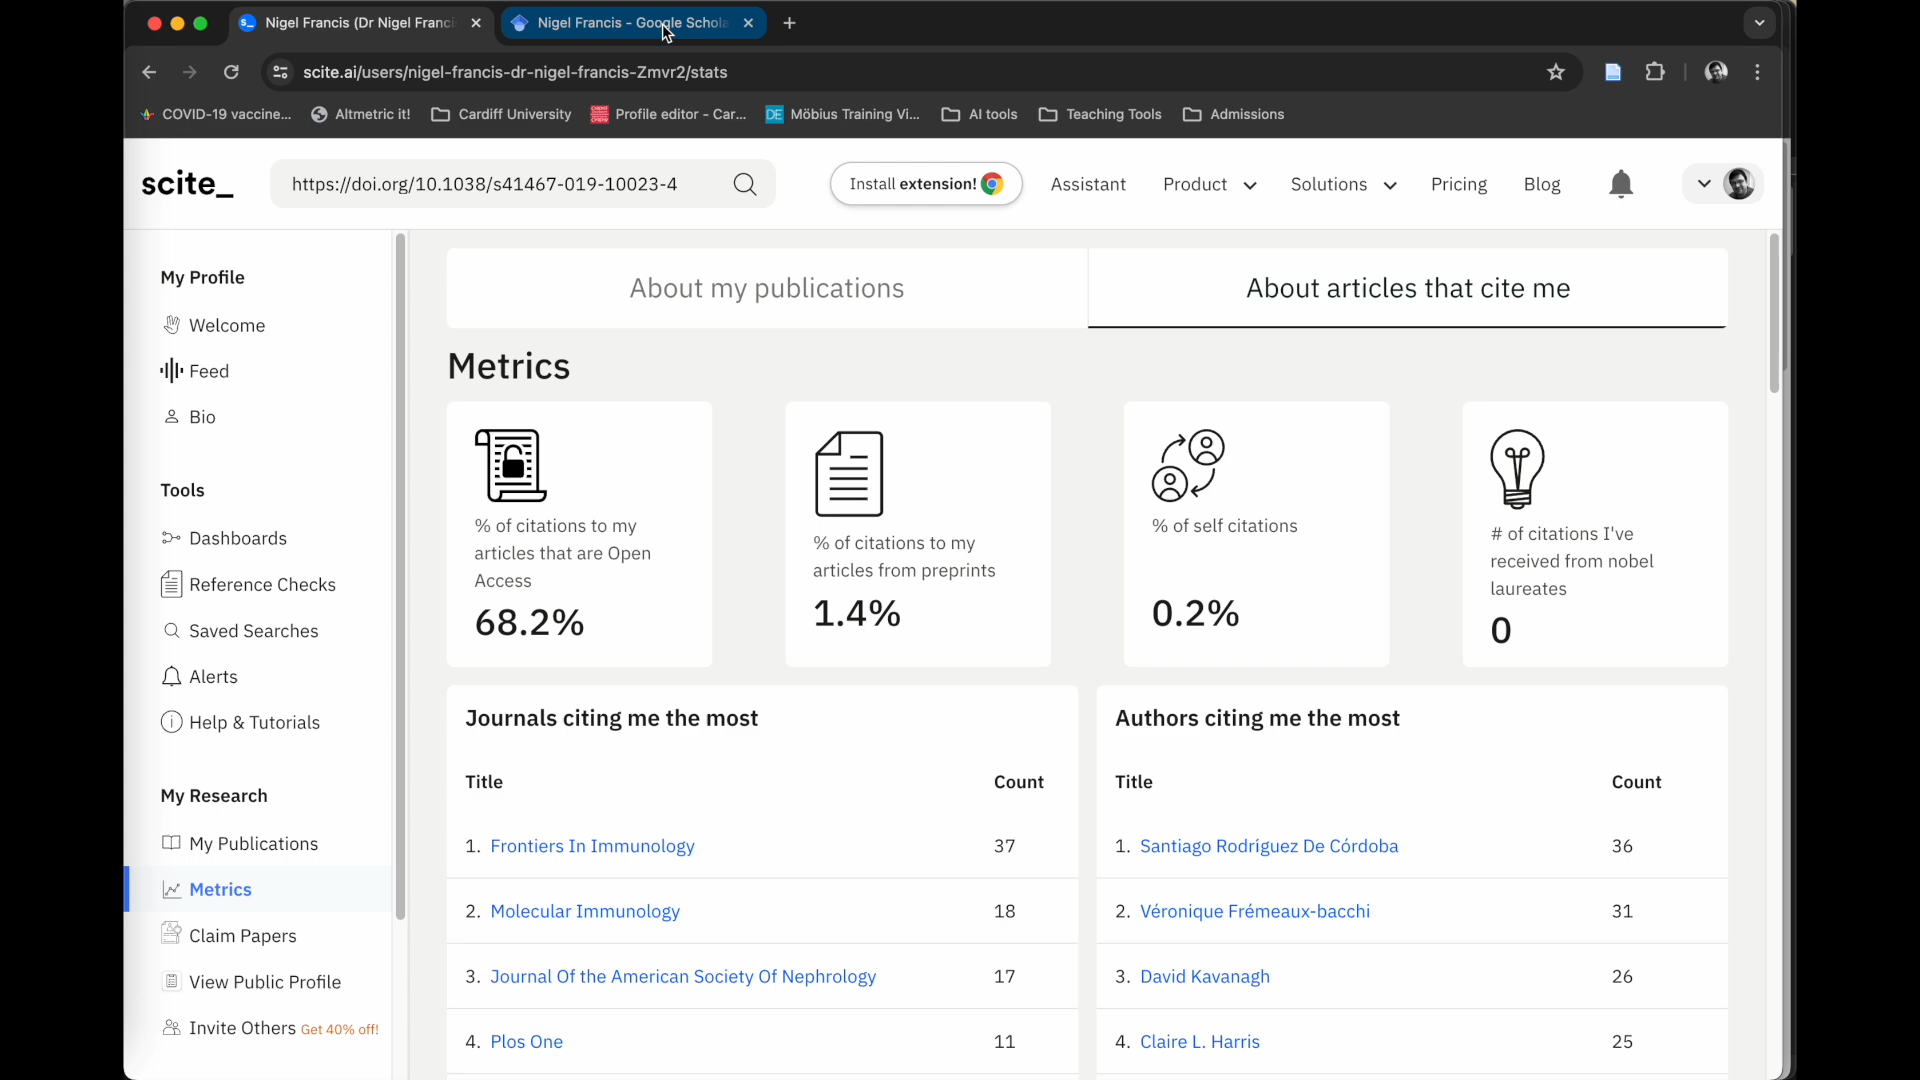 Nigel Francis (Dr Nigel Franci
Nigel Francis - Google Schola
scite.ai/users/nigel-francis-dr-nigel-francis-Zmvr2/stats
COVID-19 vaccine...
Altmetric it!
Cardiff University
Profile editor - Car...
DE Möbius Training Vi...
AI tools
Teaching Tools
Admissions
scite_
https://doi.org/10.1038/s41467-019-10023-4
Install extension!
Assistant
Product
Solutions
Pricing
Blog
My Profile
Welcome
Feed
Bio
Tools
Dashboards
Reference Checks
Saved Searches
Alerts
Help & Tutorials
My Research
My Publications
Metrics
Claim Papers
View Public Profile
Invite Others Get 40% off!
About my publications
About articles that cite me
Metrics
% of citations to my
articles that are Open
Access
68.2%
% of citations to my
articles from preprints
1.4%
% of self citations
0.2%
# of citations I've
received from nobel
laureates
0
Journals citing me the most
Title Count
1. Frontiers In Immunology 37
2. Molecular Immunology 18
3. Journal Of the American Society Of Nephrology 17
4. Plos One 11
Authors citing me the most
Title Count
1. Santiago Rodríguez De Córdoba 36
2. Véronique Frémeaux-bacchi 31
3. David Kavanagh 26
4. Claire L. Harris 25